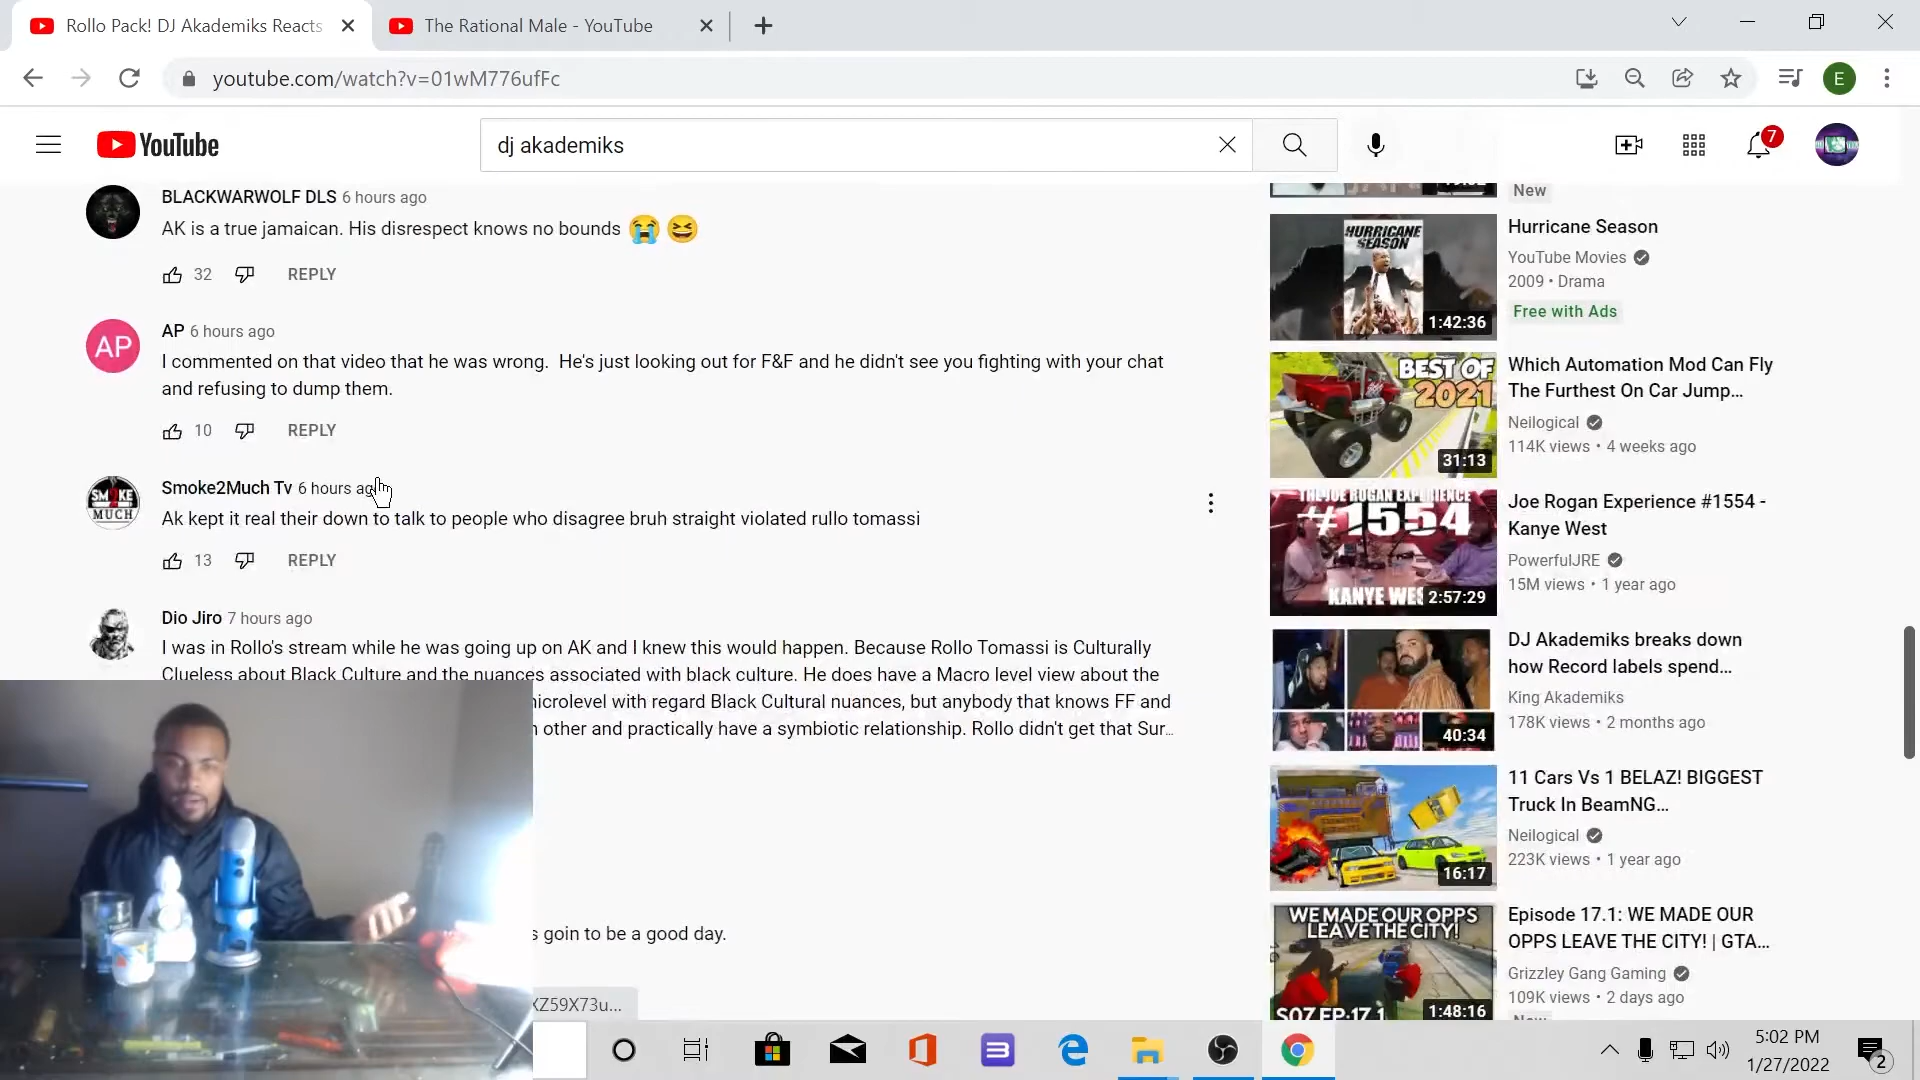 Rollo Pack! DJ Akademiks Reacts
The Rational Male - YouTube
youtube.com/watch?v=01wM776ufFc
E
YouTube
dj akademiks
7
BLACKWARWOLF DLS 6 hours ago
AK is a true jamaican. His disrespect knows no bounds 😭 😆
32 REPLY
AP
AP 6 hours ago
I commented on that video that he was wrong. He's just looking out for F&F and he didn't see you fighting with your chat
and refusing to dump them.
10 REPLY
SMOKE
MUCH
Smoke2Much Tv 6 hours ag
Ak kept it real their down to talk to people who disagree bruh straight violated rullo tomassi
13 REPLY
Dio Jiro 7 hours ago
I was in Rollo's stream while he was going up on AK and I knew this would happen. Because Rollo Tomassi is Culturally
Clueless about Black Culture and the nuances associated with black culture. He does have a Macro level view about the
nicrolevel with regard Black Cultural nuances, but anybody that knows FF and
other and practically have a symbiotic relationship. Rollo didn't get that Sur...
s goin to be a good day.
XZ59X73u...
New
HURRICANE
SEASON
1:42:36
Hurricane Season
YouTube Movies
2009 • Drama
Free with Ads
BEST OF
2021
31:13
Which Automation Mod Can Fly
The Furthest On Car Jump...
Neilogical
114K views • 4 weeks ago
THE JOE ROGAN EXPERIENCE
#1554
KANYE WES
2:57:29
Joe Rogan Experience #1554 -
Kanye West
PowerfulJRE
15M views • 1 year ago
40:34
DJ Akademiks breaks down
how Record labels spend...
King Akademiks
178K views • 2 months ago
16:17
11 Cars Vs 1 BELAZ! BIGGEST
Truck In BeamNG...
Neilogical
223K views • 1 year ago
WE MADE OUR OPPS
LEAVE THE CITY!
S07 EP:17.1
1:48:16
Episode 17.1: WE MADE OUR
OPPS LEAVE THE CITY! | GTA...
Grizzley Gang Gaming
109K views • 2 days ago
5:02 PM
1/27/2022
2